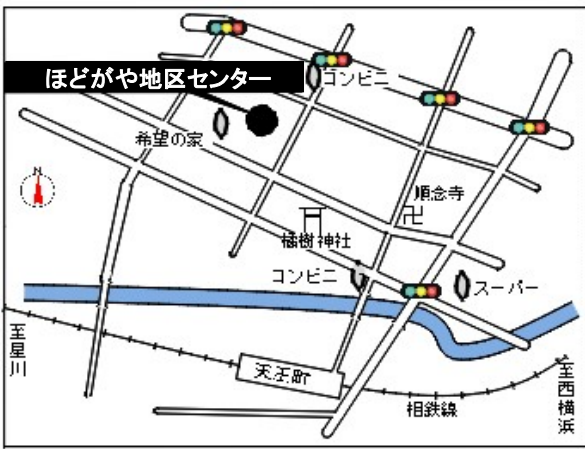 ほどがや地区センター
コンビニ
希望の家
N
順念寺
橘樹神社
コンビニ
スーパー
至星川
天王町
相鉄線
至西横浜